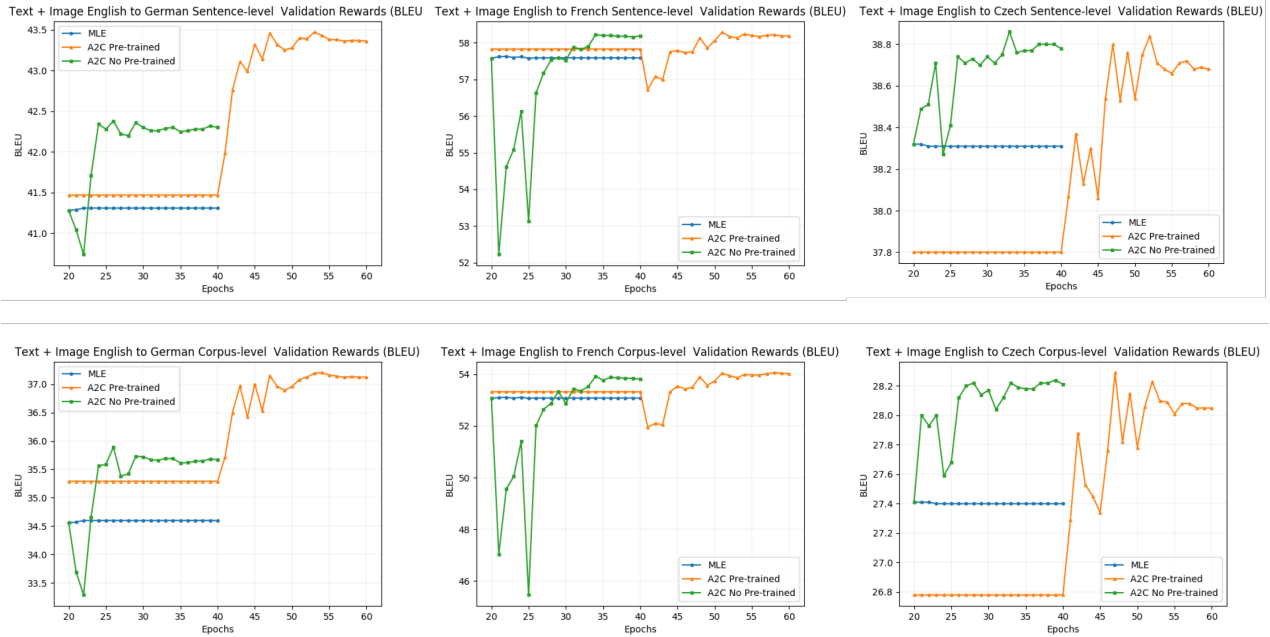 Text + Image English to German Sentence-level Validation Rewards (BLEU
MLE
A2C Pre-trained
A2C No Pre-trained
43.5
43.0
42.5
42.0
41.5
41.0
BLEU
20 25 30 35 40 45 50 55 60
Epochs
Text + Image English to French Sentence-level Validation Rewards (BLEU)
58
57
56
55
54
53
52
BLEU
MLE
A2C Pre-trained
A2C No Pre-trained
20 25 30 35 40 45 50 55 60
Epochs
Text + Image English to Czech Sentence-level Validation Rewards (BLEU)
38.8
38.6
38.4
38.2
38.0
37.8
BLEU
MLE
A2C Pre-trained
A2C No Pre-trained
20 25 30 35 40 45 50 55 60
Epochs
Text + Image English to German Corpus-level Validation Rewards (BLEU)
MLE
A2C Pre-trained
A2C No Pre-trained
37.0
36.5
36.0
35.5
35.0
34.5
34.0
33.5
BLEU
20 25 30 35 40 45 50 55 60
Epochs
Text + Image English to French Corpus-level Validation Rewards (BLEU)
54
52
50
48
46
BLEU
MLE
A2C Pre-trained
A2C No Pre-trained
20 25 30 35 40 45 50 55 60
Epochs
Text + Image English to Czech Corpus-level Validation Rewards (BLEU)
28.2
28.0
27.8
27.6
27.4
27.2
27.0
26.8
BLEU
MLE
A2C Pre-trained
A2C No Pre-trained
20 25 30 35 40 45 50 55 60
Epochs